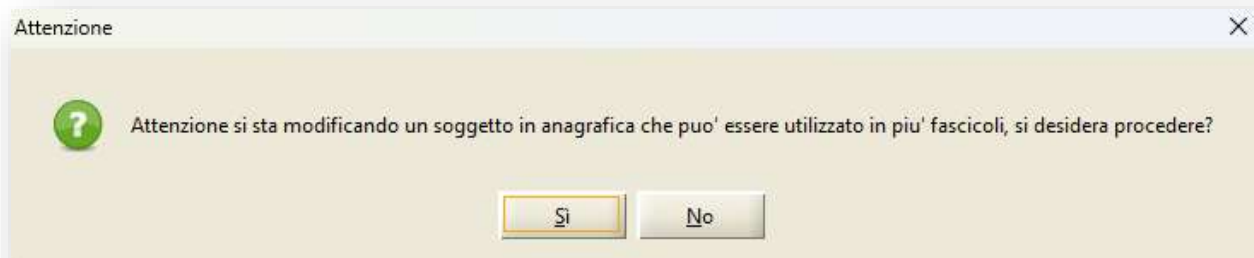 Attenzione
Attenzione si sta modificando un soggetto in anagrafica che puo' essere utilizzato in piu' fascicoli, si desidera procedere?
Sì
No